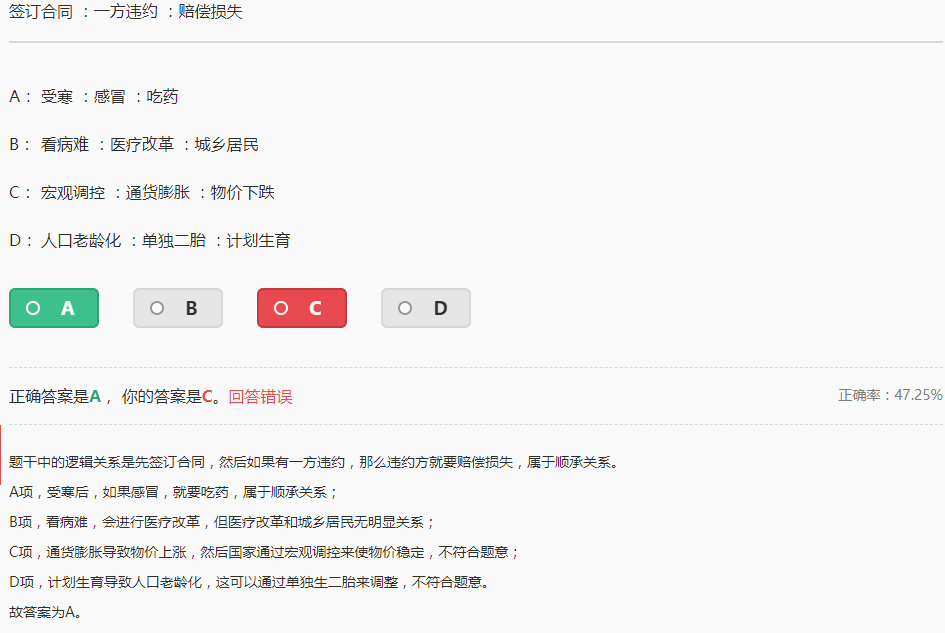 签订合同 ：一方违约 ：赔偿损失
A： 受寒 ：感冒 ：吃药
B： 看病难 ：医疗改革 ：城乡居民
C： 宏观调控 ：通货膨胀 ：物价下跌
D： 人口老龄化 ：单独二胎 ：计划生育
A B C D
正确答案是A， 你的答案是C。回答错误 正确率：47.25%
题干中的逻辑关系是先签订合同，然后如果有一方违约，那么违约方就要赔偿损失，属于顺承关系。
A项，受寒后，如果感冒，就要吃药，属于顺承关系；
B项，看病难，会进行医疗改革，但医疗改革和城乡居民无明显关系；
C项，通货膨胀导致物价上涨，然后国家通过宏观调控来使物价稳定，不符合题意；
D项，计划生育导致人口老龄化，这可以通过单独生二胎来调整，不符合题意。
故答案为A。